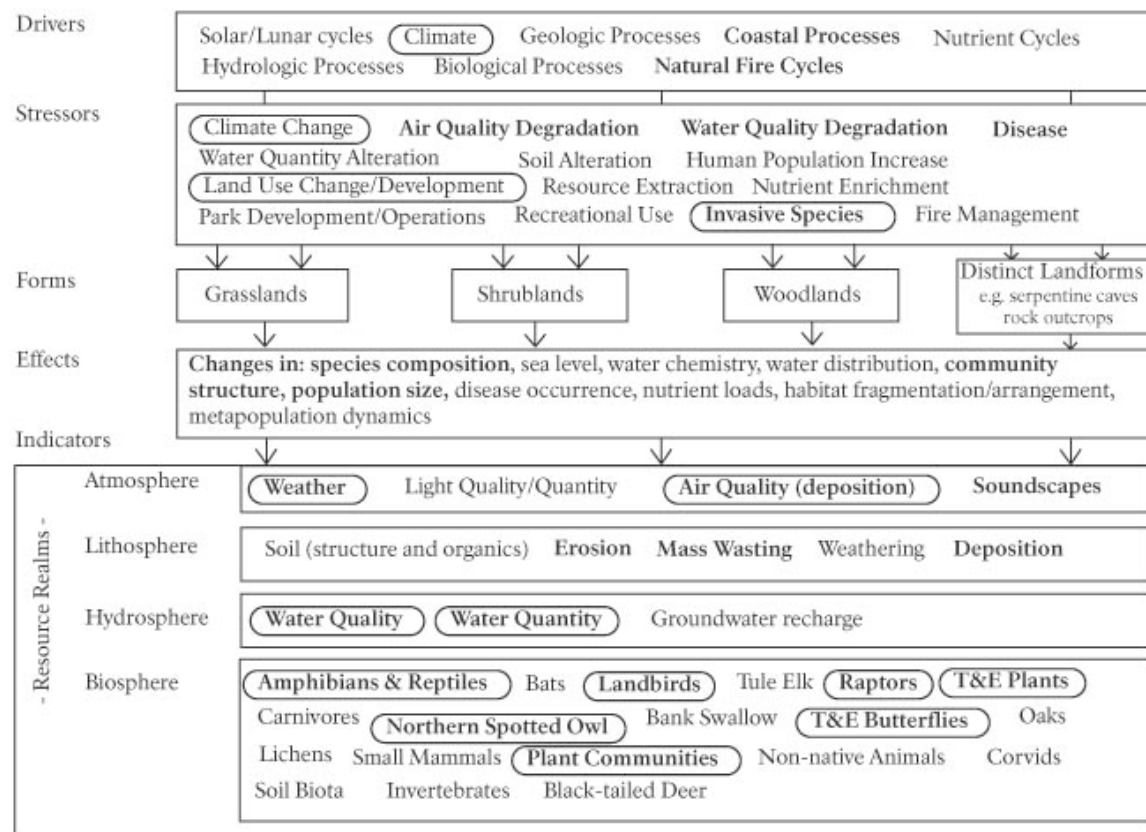 Drivers
Solar/Lunar cycles Climate Geologic Processes Coastal Processes Nutrient Cycles
Hydrologic Processes Biological Processes Natural Fire Cycles
Stressors
Climate Change Air Quality Degradation Water Quality Degradation Disease
Water Quantity Alteration Soil Alteration Human Population Increase
Land Use Change/Development Resource Extraction Nutrient Enrichment
Park Development/Operations Recreational Use Invasive Species Fire Management
Forms
Grasslands Shrublands Woodlands
Distinct Landforms
e.g. serpentine caves
rock outcrops
Effects
Changes in: species composition, sea level, water chemistry, water distribution, community
structure, population size, disease occurrence, nutrient loads, habitat fragmentation/arrangement,
metapopulation dynamics
Indicators
- Resource Realms -
Atmosphere
Weather Light Quality/Quantity Air Quality (deposition) Soundscapes
Lithosphere
Soil (structure and organics) Erosion Mass Wasting Weathering Deposition
Hydrosphere
Water Quality Water Quantity Groundwater recharge
Biosphere
Amphibians & Reptiles Bats Landbirds Tule Elk Raptors T&E Plants
Carnivores Northern Spotted Owl Bank Swallow T&E Butterflies Oaks
Lichens Small Mammals Plant Communities Non-native Animals Corvids
Soil Biota Invertebrates Black-tailed Deer